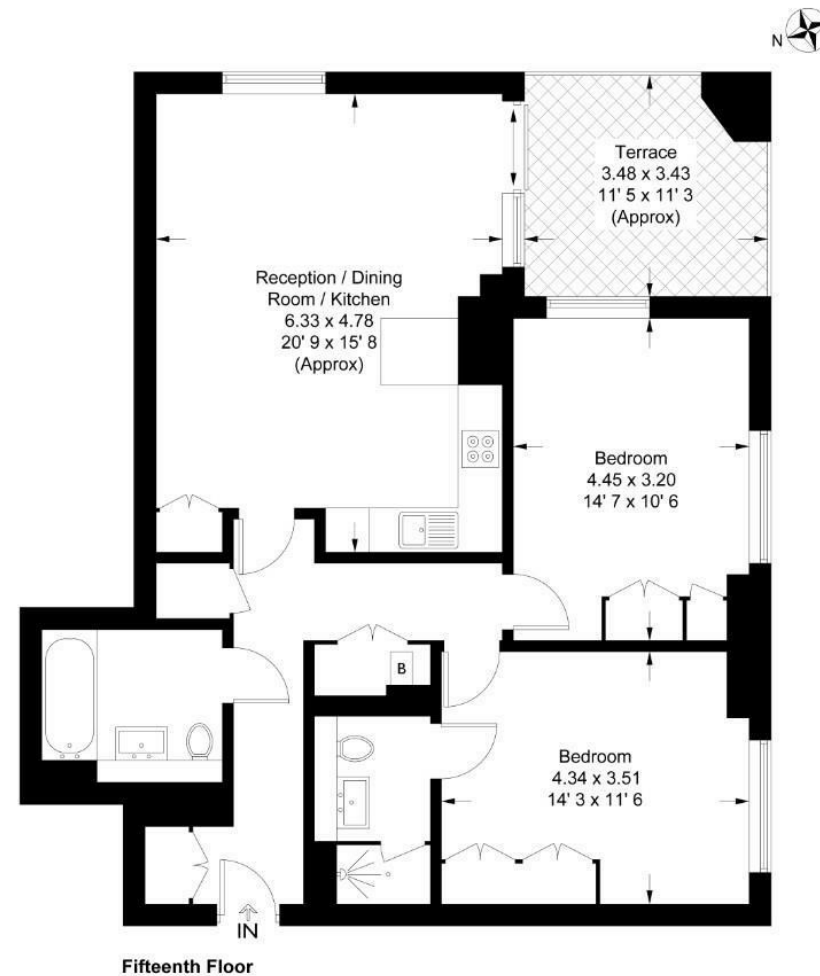 N
Terrace
3.48 x 3.43
11' 5 x 11' 3
(Approx)
Reception / Dining
Room / Kitchen
6.33 x 4.78
20' 9 x 15' 8
(Approx)
Bedroom
4.45 x 3.20
14' 7 x 10' 6
B
Bedroom
4.34 x 3.51
14' 3 x 11' 6
IN
Fifteenth Floor